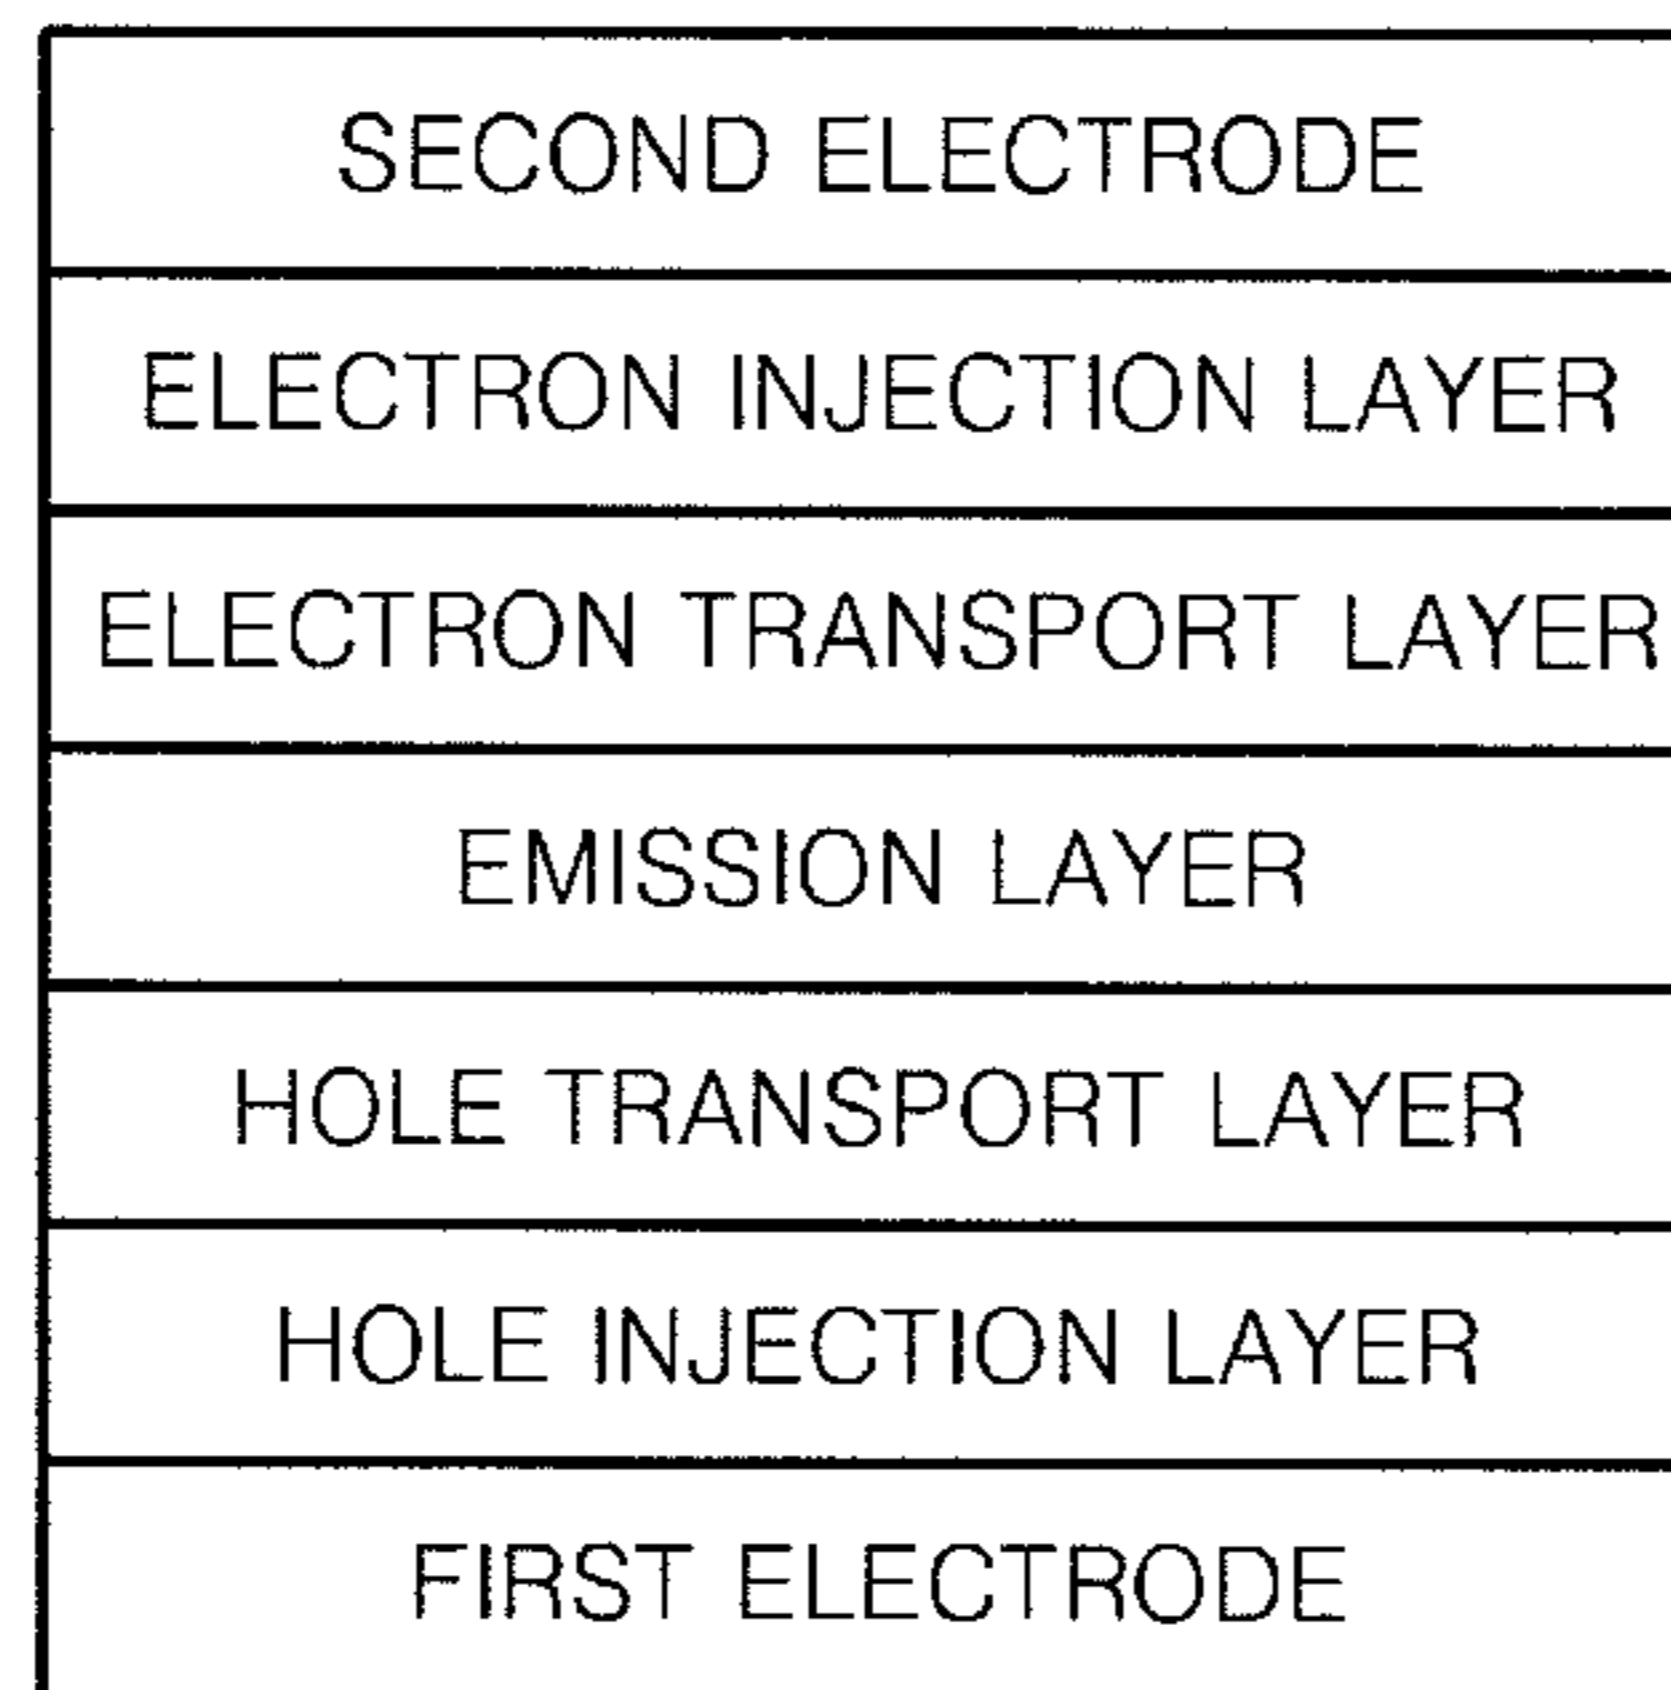 SECOND ELECTRODE
ELECTRON INJECTION LAYER
ELECTRON TRANSPORT LAYER
EMISSION LAYER
HOLE TRANSPORT LAYER
HOLE INJECTION LAYER
FIRST ELECTRODE